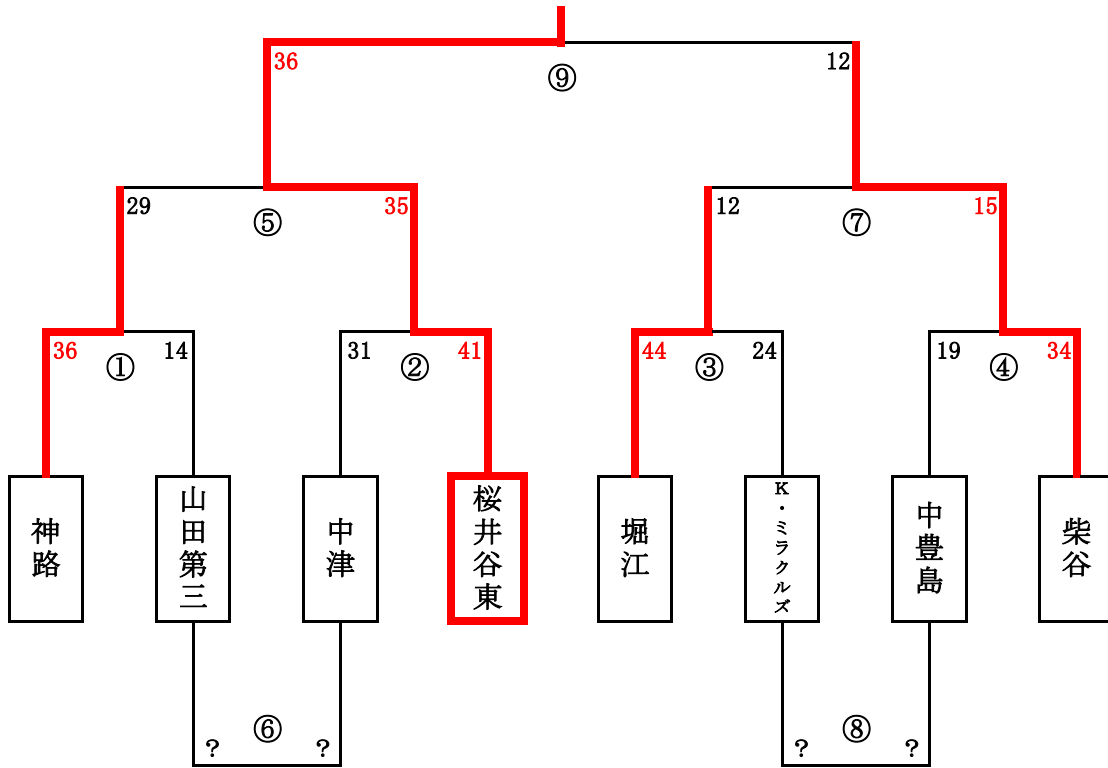 36 ⑨ 12
29 ⑤ 35
12 ⑦ 15
36 ① 14
31 ② 41
44 ③ 24
19 ④ 34
神路
山田第三
中津
桜井谷東
堀江
K・ミラクルズ
中豊島
柴谷
? ⑥ ?
? ⑧ ?